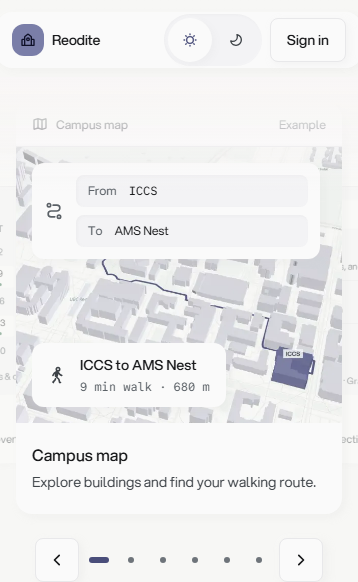 Reodite
Sign in
Campus map
Example
From ICCS
To AMS Nest
ICCS
ICCS to AMS Nest
9 min walk · 680 m
Campus map
Explore buildings and find your walking route.